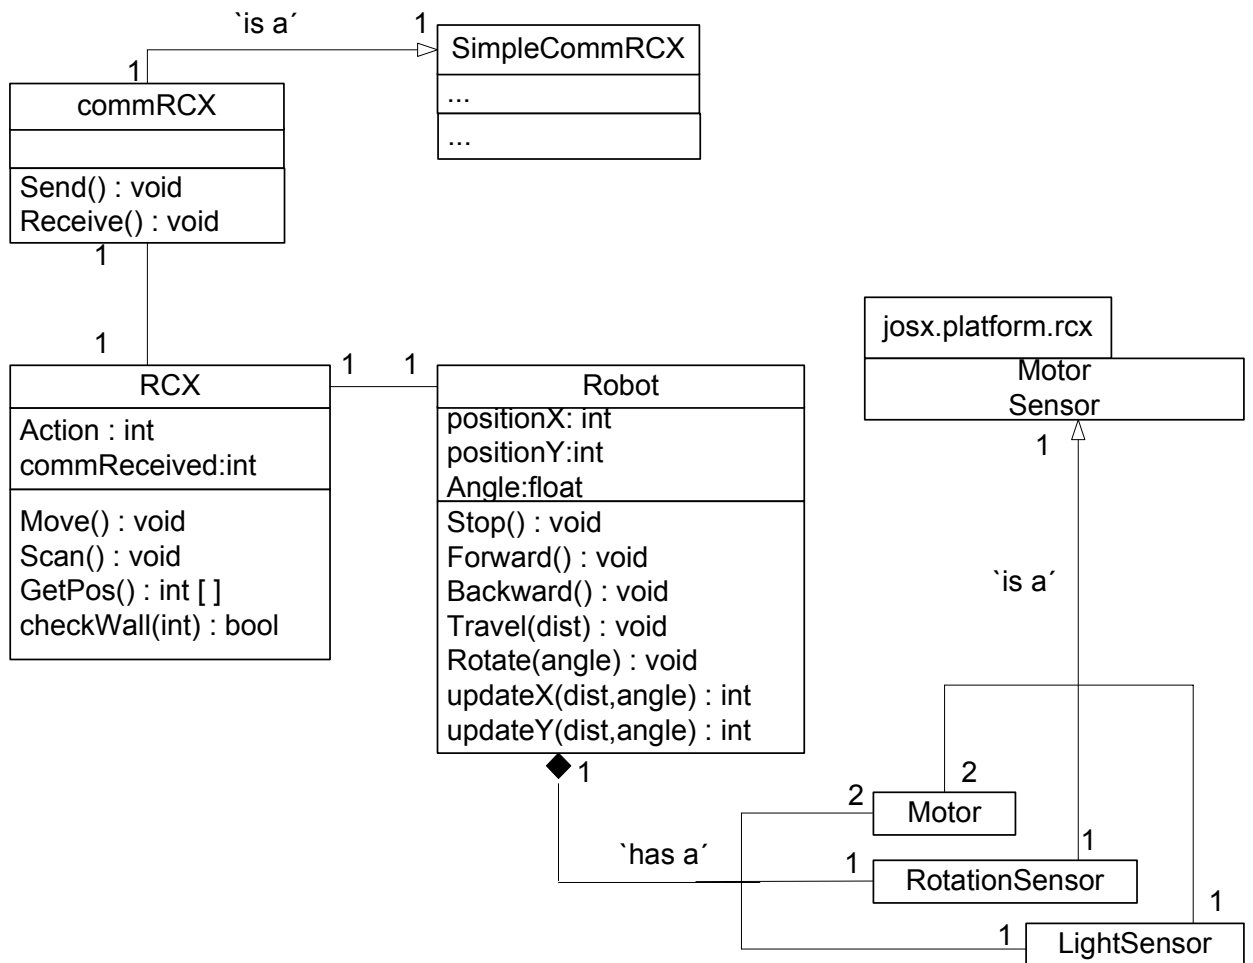 `is a´
1
1
SimpleCommRCX
...
...
commRCX
Send() : void
Receive() : void
1
1
RCX
Action : int
commReceived:int
Move() : void
Scan() : void
GetPos() : int [ ]
checkWall(int) : bool
1
1
Robot
positionX: int
positionY:int
Angle:float
Stop() : void
Forward() : void
Backward() : void
Travel(dist) : void
Rotate(angle) : void
updateX(dist,angle) : int
updateY(dist,angle) : int
1
`has a´
josx.platform.rcx
Motor
Sensor
1
`is a´
2
2
Motor
1
1
RotationSensor
1
1
LightSensor